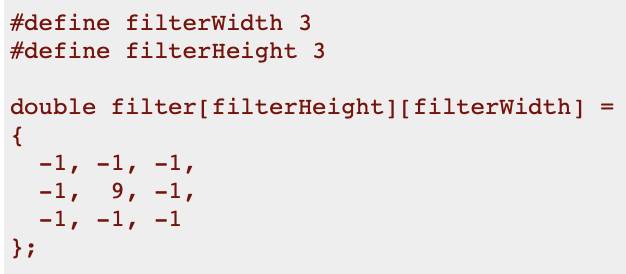 #define filterWidth 3
#define filterHeight 3
double filter[filterHeight][filterWidth] =
{
-1, -1, -1,
-1, 9, -1,
-1, -1, -1
};